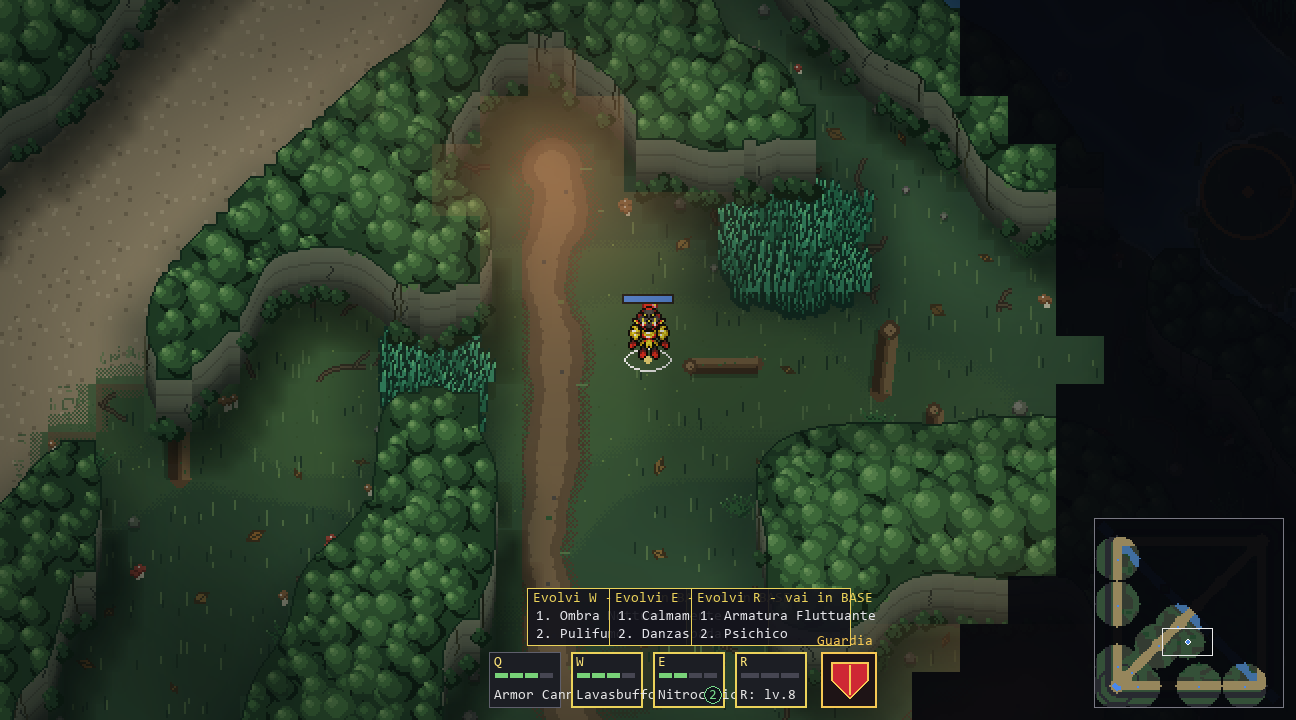 Evolvi W - Evolvi E - Evolvi R - vai in BASE
1. Ombra 1. Calmam 1. Armatura Fluttuante
2. Pulifu 2. Danzas 2. Psichico
Guardia
Q W E R
Armor Cann Lavasbuffo Nitroc 2 R: lv.8